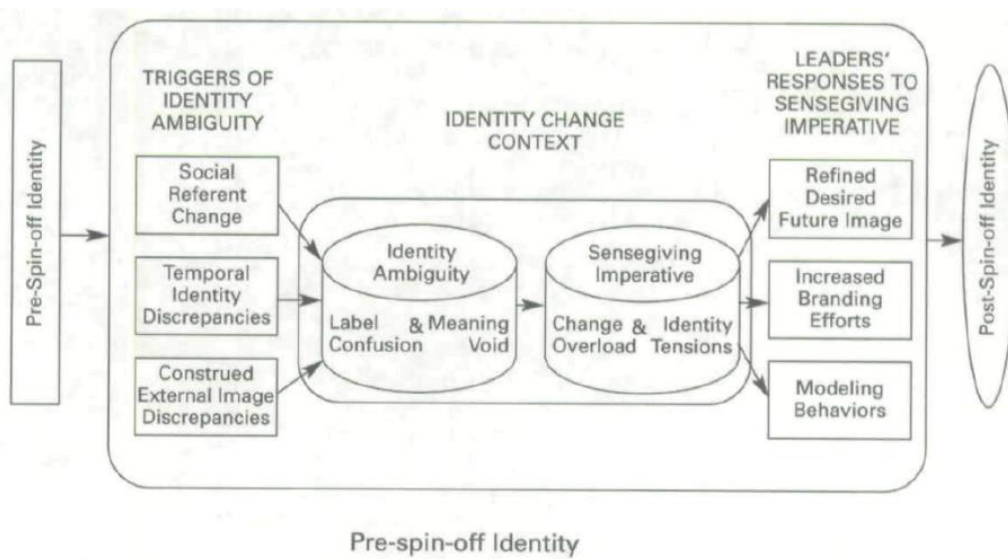 Pre-Spin-off Identity
TRIGGERS OF
IDENTITY
AMBIGUITY
Social
Referent
Change
Temporal
Identity
Discrepancies
Construed
External Image
Discrepancies
IDENTITY CHANGE
CONTEXT
Identity
Ambiguity
Label & Meaning
Confusion Void
Sensegiving
Imperative
Change & Identity
Overload Tensions
LEADERS'
RESPONSES TO
SENSEGIVING
IMPERATIVE
Refined
Desired
Future Image
Increased
Branding
Efforts
Modeling
Behaviors
Post-Spin-off Identity
Pre-spin-off Identity